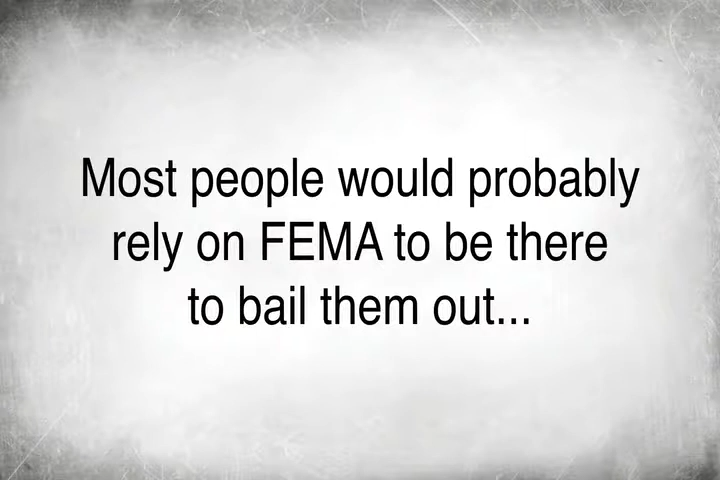 Most people would probably
rely on FEMA to be there
to bail them out...